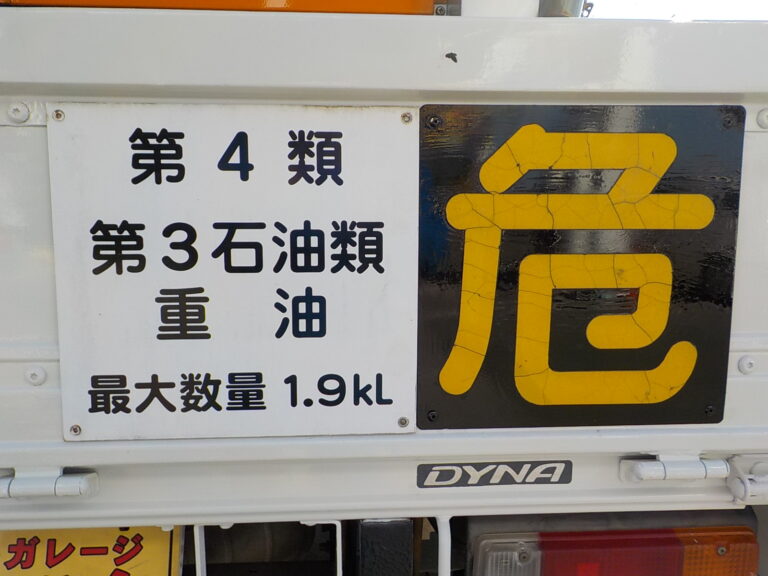 第4類
第3石油類
重油
最大数量 1.9kL
危
DYNA
ガレージ